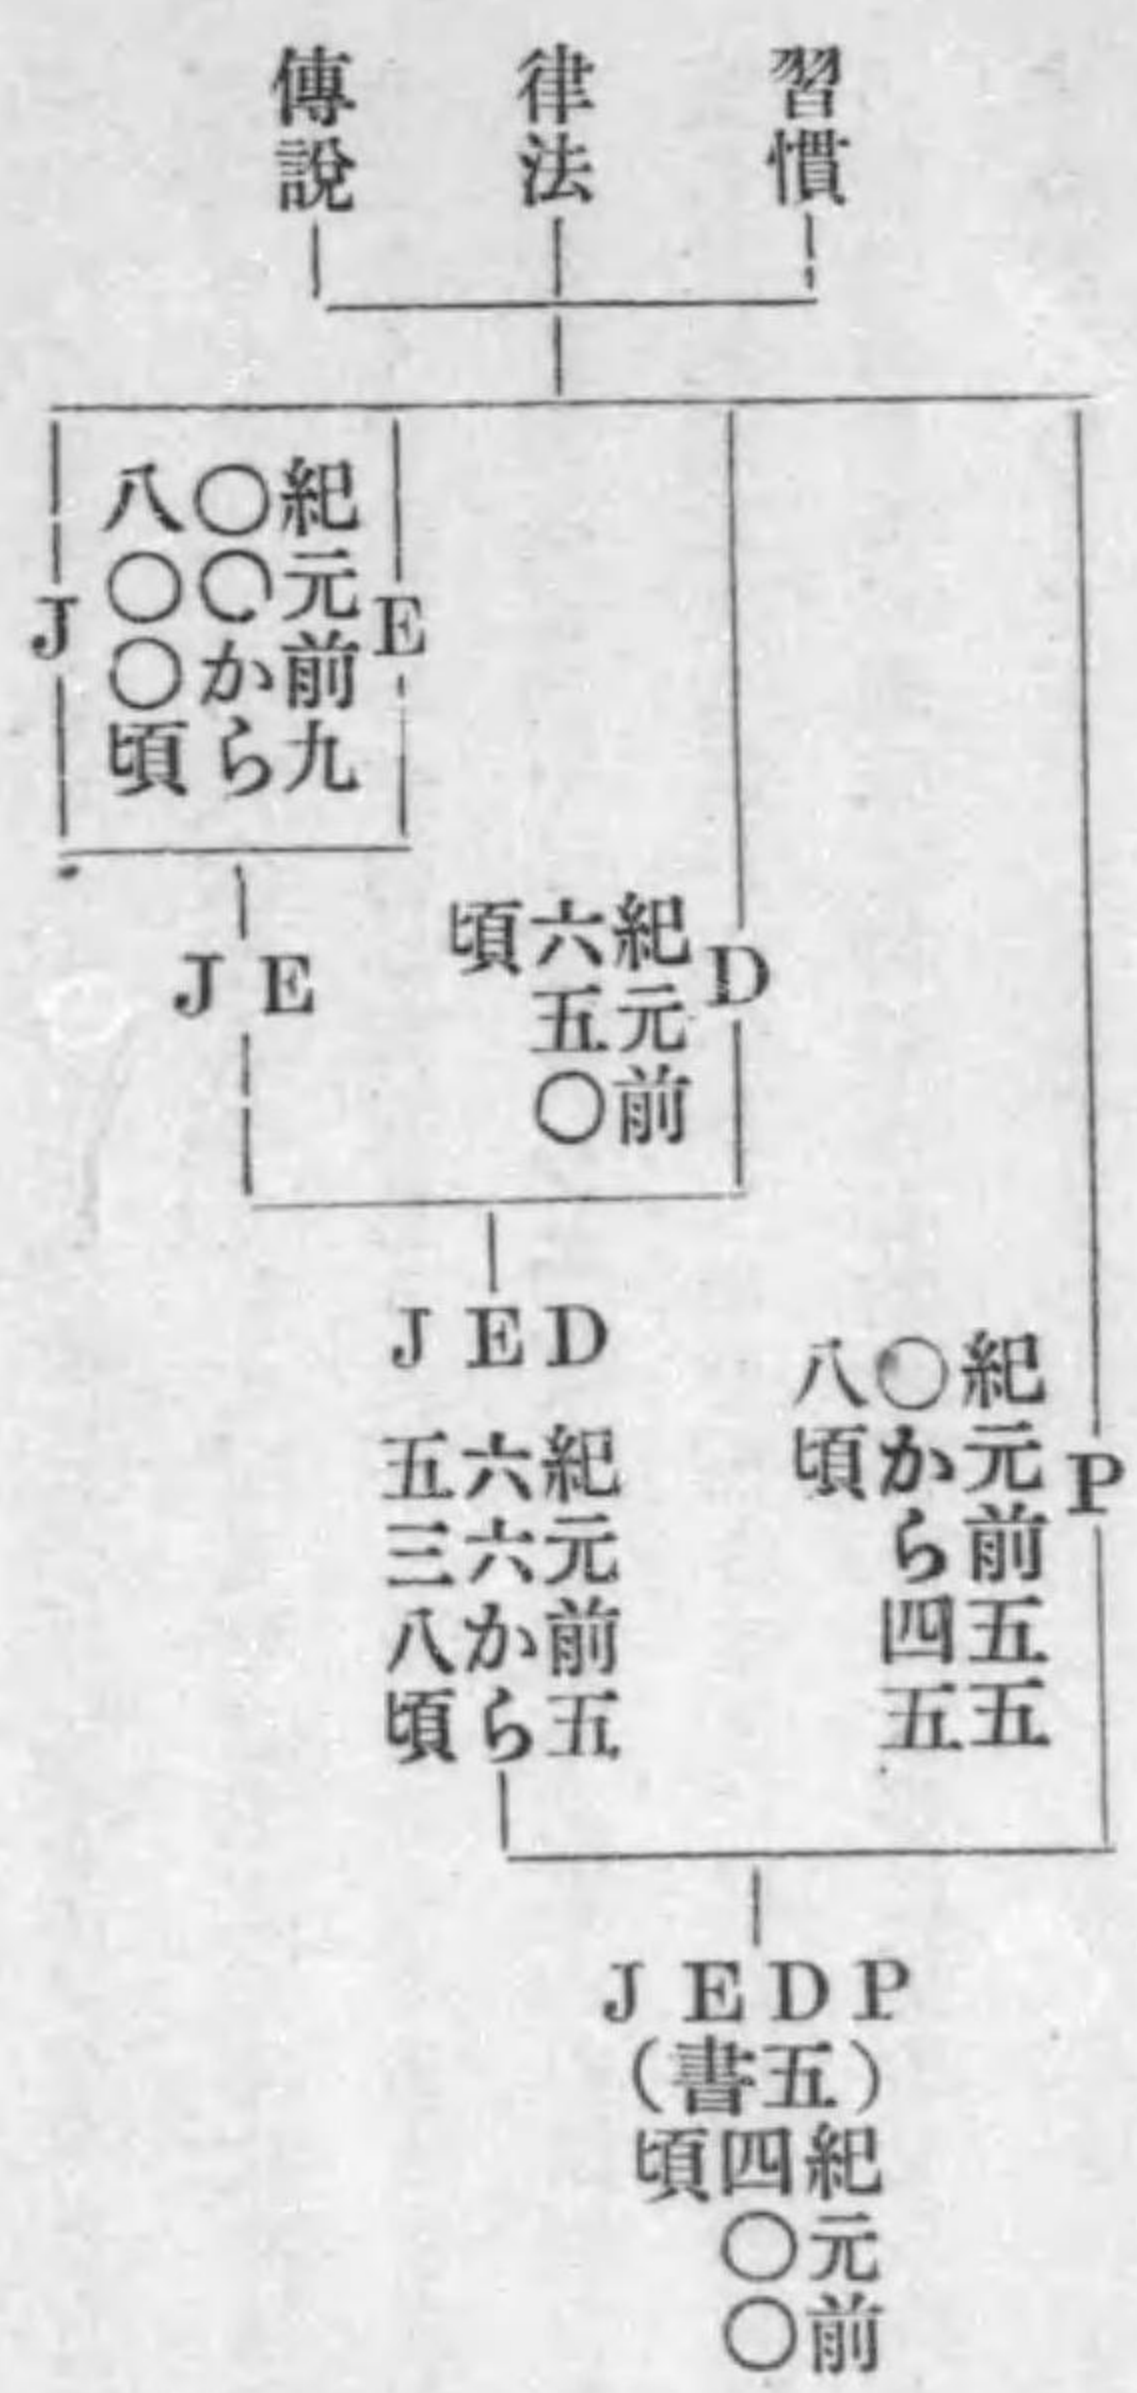 習慣
律法
傳說
E
紀元前九
〇〇から
八〇〇頃
J
J E
D
紀元前
六五〇
頃
J E D
紀元前五
六六から
五三八頃
P
紀元前五五
〇から四五
八頃
J E D P
(書五)
紀元前
四〇〇
頃